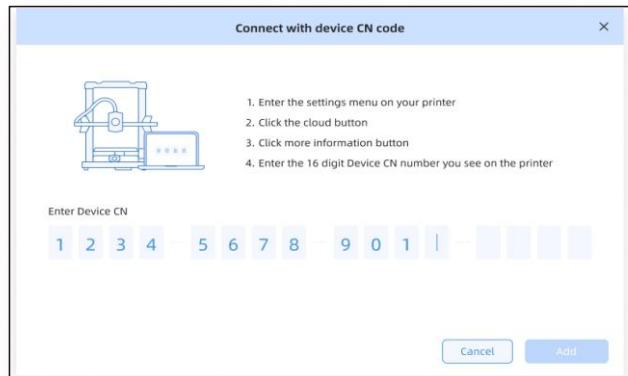 Connect with device CN code
1. Enter the settings menu on your printer
2. Click the cloud button
3. Click more information button
4. Enter the 16 digit Device CN number you see on the printer
Enter Device CN
1 2 3 4 - 5 6 7 8 - 9 0 1 -
Cancel Add